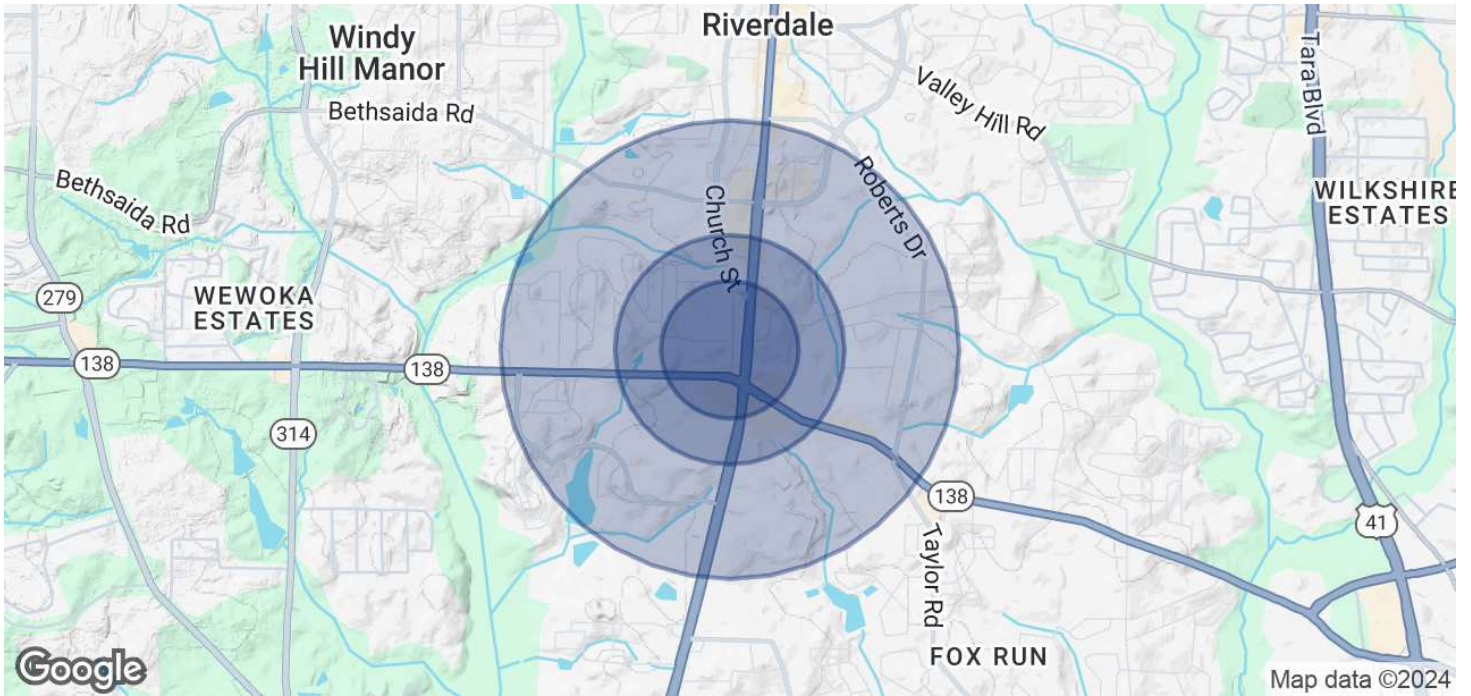 Riverdale
Windy
Hill Manor
Bethsaida Rd
Valley Hill Rd
Tara Blvd
Bethsaida Rd
Church St
Roberts Dr
WILKSHIRE
ESTATES
279
WEWOKA
ESTATES
138
138
314
138
41
Taylor Rd
FOX RUN
Google
Map data ©2024